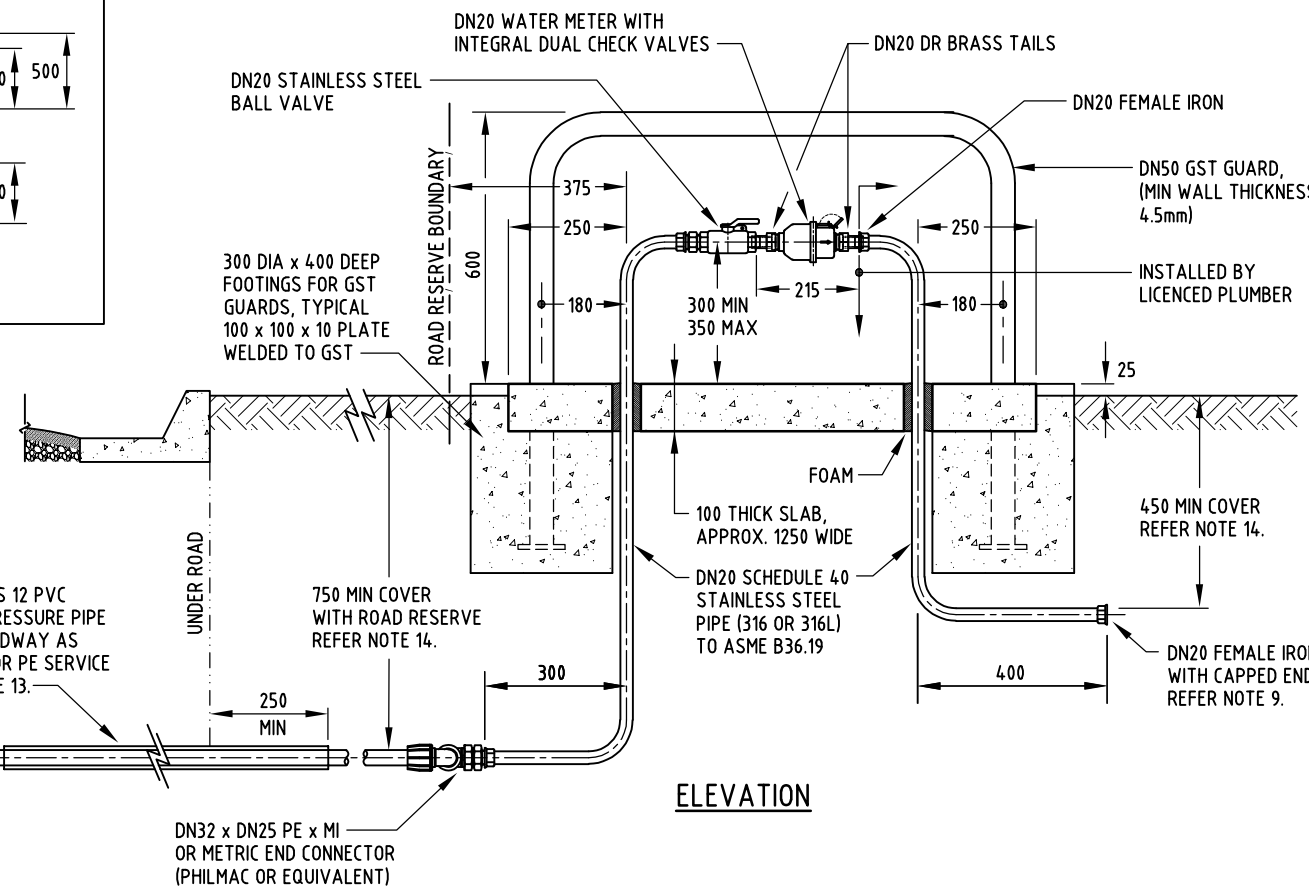 500
DN20 WATER METER WITH
INTEGRAL DUAL CHECK VALVES
DN20 DR BRASS TAILS
DN20 STAINLESS STEEL
BALL VALVE
DN20 FEMALE IRON
DN50 GST GUARD,
(MIN WALL THICKNESS
4.5mm)
ROAD RESERVE BOUNDARY
375
250
250
600
300 DIA x 400 DEEP
FOOTINGS FOR GST
GUARDS, TYPICAL
100 x 100 x 10 PLATE
WELDED TO GST
180
300 MIN
350 MAX
215
180
INSTALLED BY
LICENCED PLUMBER
25
FOAM
100 THICK SLAB,
APPROX. 1250 WIDE
450 MIN COVER
REFER NOTE 14.
UNDER ROAD
750 MIN COVER
WITH ROAD RESERVE
REFER NOTE 14.
DN20 SCHEDULE 40
STAINLESS STEEL
PIPE (316 OR 316L)
TO ASME B36.19
12 PVC
PIPE
AS
PE SERVICE
13.
300
400
DN20 FEMALE IRON
WITH CAPPED END
REFER NOTE 9.
250
MIN
ELEVATION
DN32 x DN25 PE x MI
OR METRIC END CONNECTOR
(PHILMAC OR EQUIVALENT)